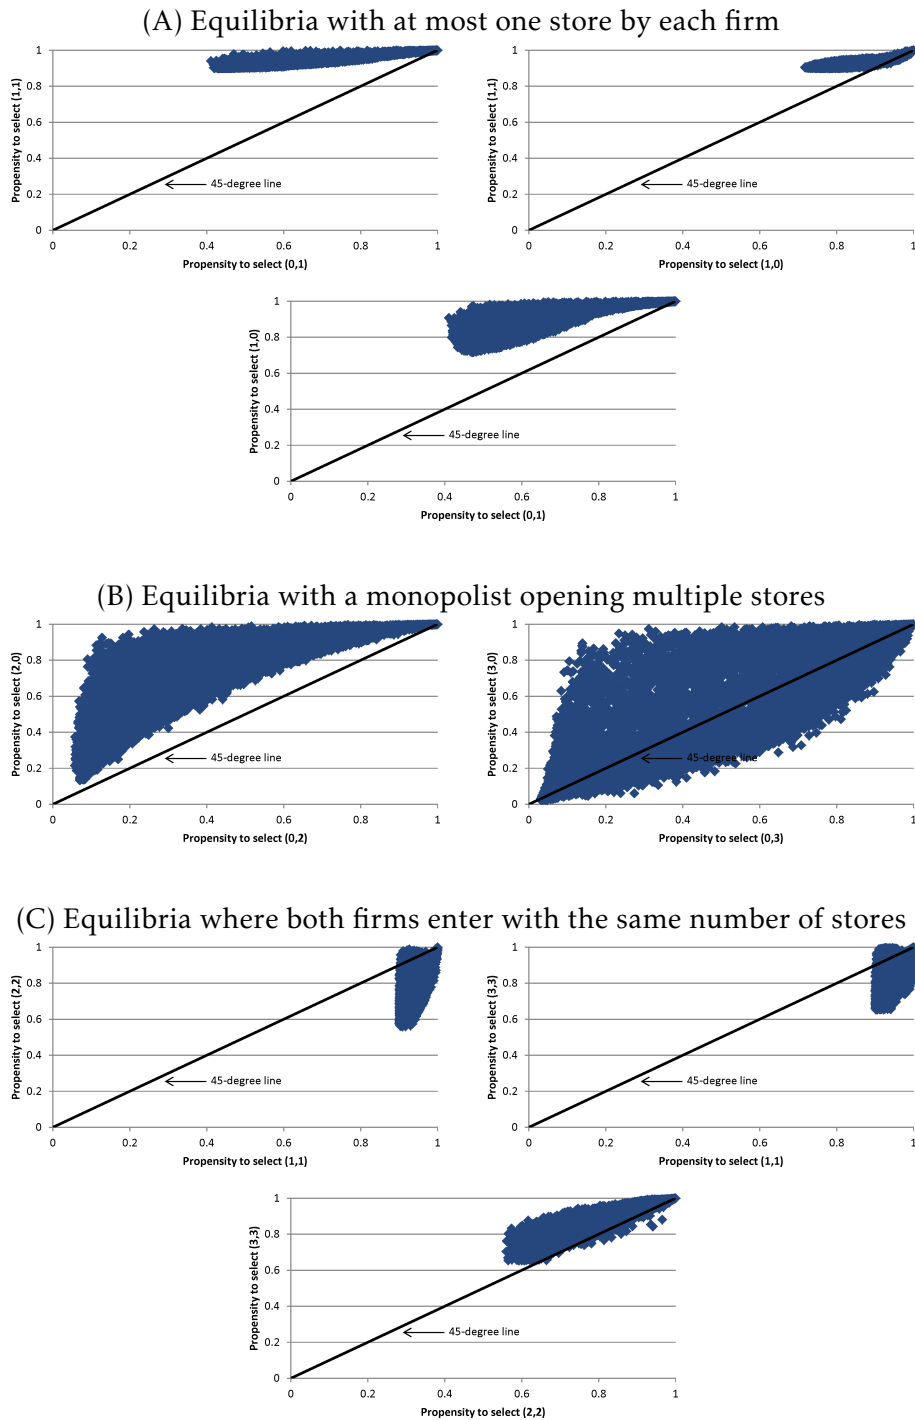 (A) Equilibria with at most one store by each firm
Propensity to select (1,1)
1
0.8
0.6
0.4
0.2
0
45-degree line
0 0.2 0.4 0.6 0.8 1
Propensity to select (0,1)
Propensity to select (1,1)
1
0.8
0.6
0.4
0.2
0
45-degree line
0 0.2 0.4 0.6 0.8 1
Propensity to select (1,0)
Propensity to select (1,0)
1
0.8
0.6
0.4
0.2
0
45-degree line
0 0.2 0.4 0.6 0.8 1
Propensity to select (0,1)
(B) Equilibria with a monopolist opening multiple stores
Propensity to select (2,0)
1
0.8
0.6
0.4
0.2
0
45-degree line
0 0.2 0.4 0.6 0.8 1
Propensity to select (0,2)
Propensity to select (3,0)
1
0.8
0.6
0.4
0.2
0
45-degree line
0 0.2 0.4 0.6 0.8 1
Propensity to select (0,3)
(C) Equilibria where both firms enter with the same number of stores
Propensity to select (2,2)
1
0.8
0.6
0.4
0.2
0
45-degree line
0 0.2 0.4 0.6 0.8 1
Propensity to select (1,1)
Propensity to select (3,3)
1
0.8
0.6
0.4
0.2
0
45-degree line
0 0.2 0.4 0.6 0.8 1
Propensity to select (1,1)
Propensity to select (3,3)
1
0.8
0.6
0.4
0.2
0
45-degree line
0 0.2 0.4 0.6 0.8 1
Propensity to select (2,2)